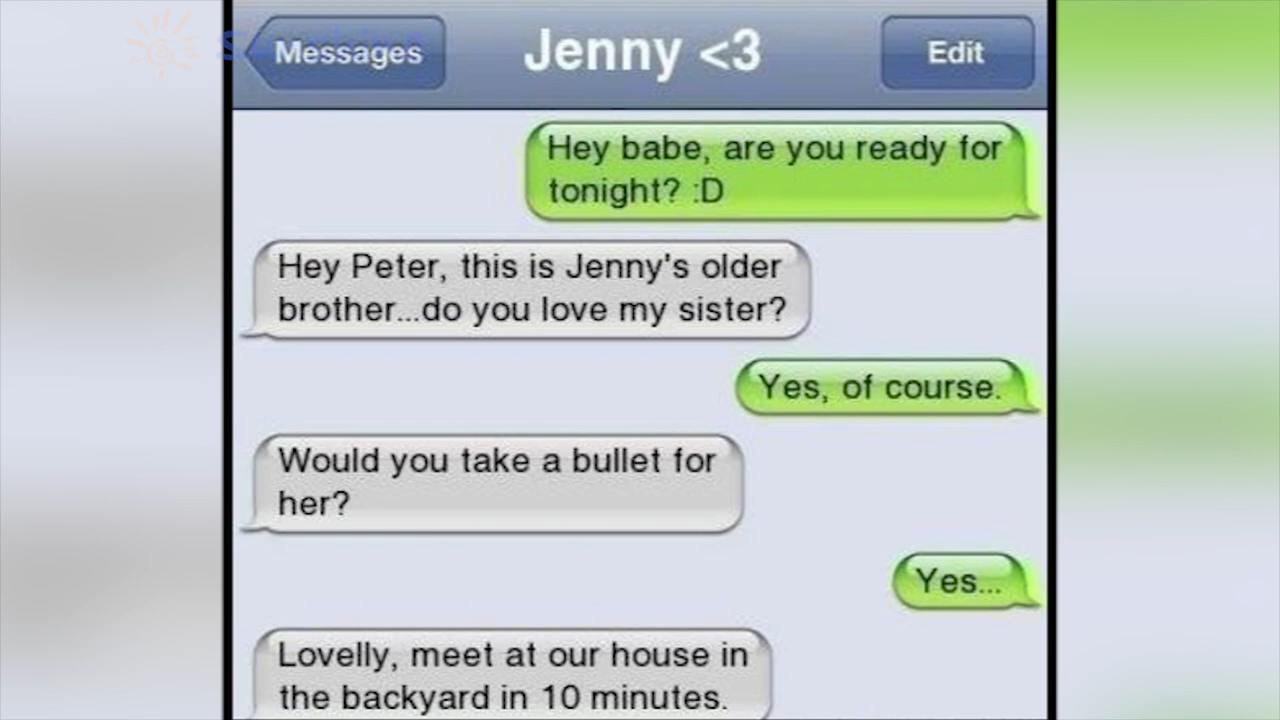 Messages
Jenny <3
Edit
Hey babe, are you ready for
tonight? :D
Hey Peter, this is Jenny's older
brother...do you love my sister?
Yes, of course.
Would you take a bullet for
her?
Yes...
Lovelly, meet at our house in
the backyard in 10 minutes.